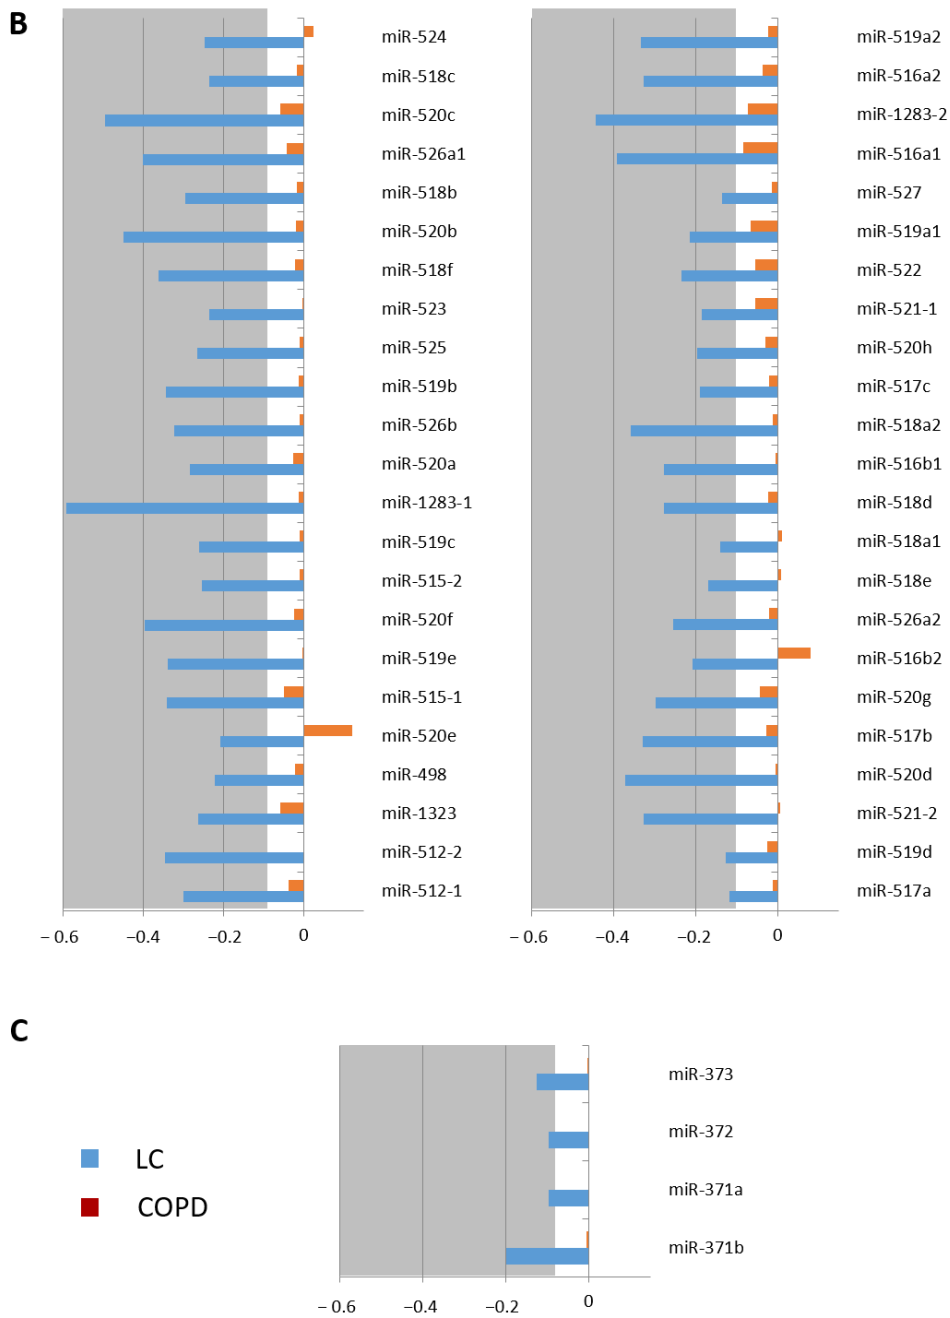 B
miR-524
miR-518c
miR-520c
miR-526a1
miR-518b
miR-520b
miR-518f
miR-523
miR-525
miR-519b
miR-526b
miR-520a
miR-1283-1
miR-519c
miR-515-2
miR-520f
miR-519e
miR-515-1
miR-520e
miR-498
miR-1323
miR-512-2
miR-512-1
−0.6 −0.4 −0.2 0
miR-519a2
miR-516a2
miR-1283-2
miR-516a1
miR-527
miR-519a1
miR-522
miR-521-1
miR-520h
miR-517c
miR-518a2
miR-516b1
miR-518d
miR-518a1
miR-518e
miR-526a2
miR-516b2
miR-520g
miR-517b
miR-520d
miR-521-2
miR-519d
miR-517a
−0.6 −0.4 −0.2 0
C
LC
COPD
miR-373
miR-372
miR-371a
miR-371b
−0.6 −0.4 −0.2 0